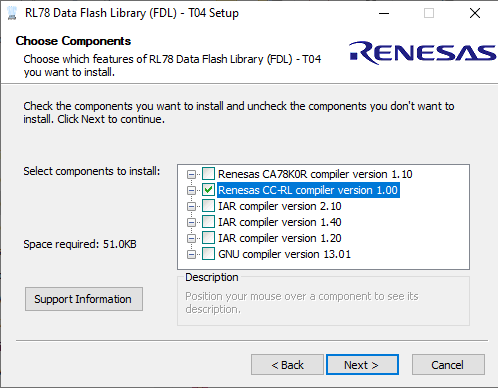 RL78 Data Flash Library (FDL) - T04 Setup
Choose Components
Choose which features of RL78 Data Flash Library (FDL) - T04
you want to install.
RENESAS
Check the components you want to install and uncheck the components you don't want to
install. Click Next to continue.
Select components to install:
Renesas CA78K0R compiler version 1.10
Renesas CC-RL compiler version 1.00
IAR compiler version 2.10
IAR compiler version 1.40
IAR compiler version 1.20
GNU compiler version 13.01
Space required: 51.0KB
Support Information
Description
Position your mouse over a component to see its
description.
< Back
Next >
Cancel